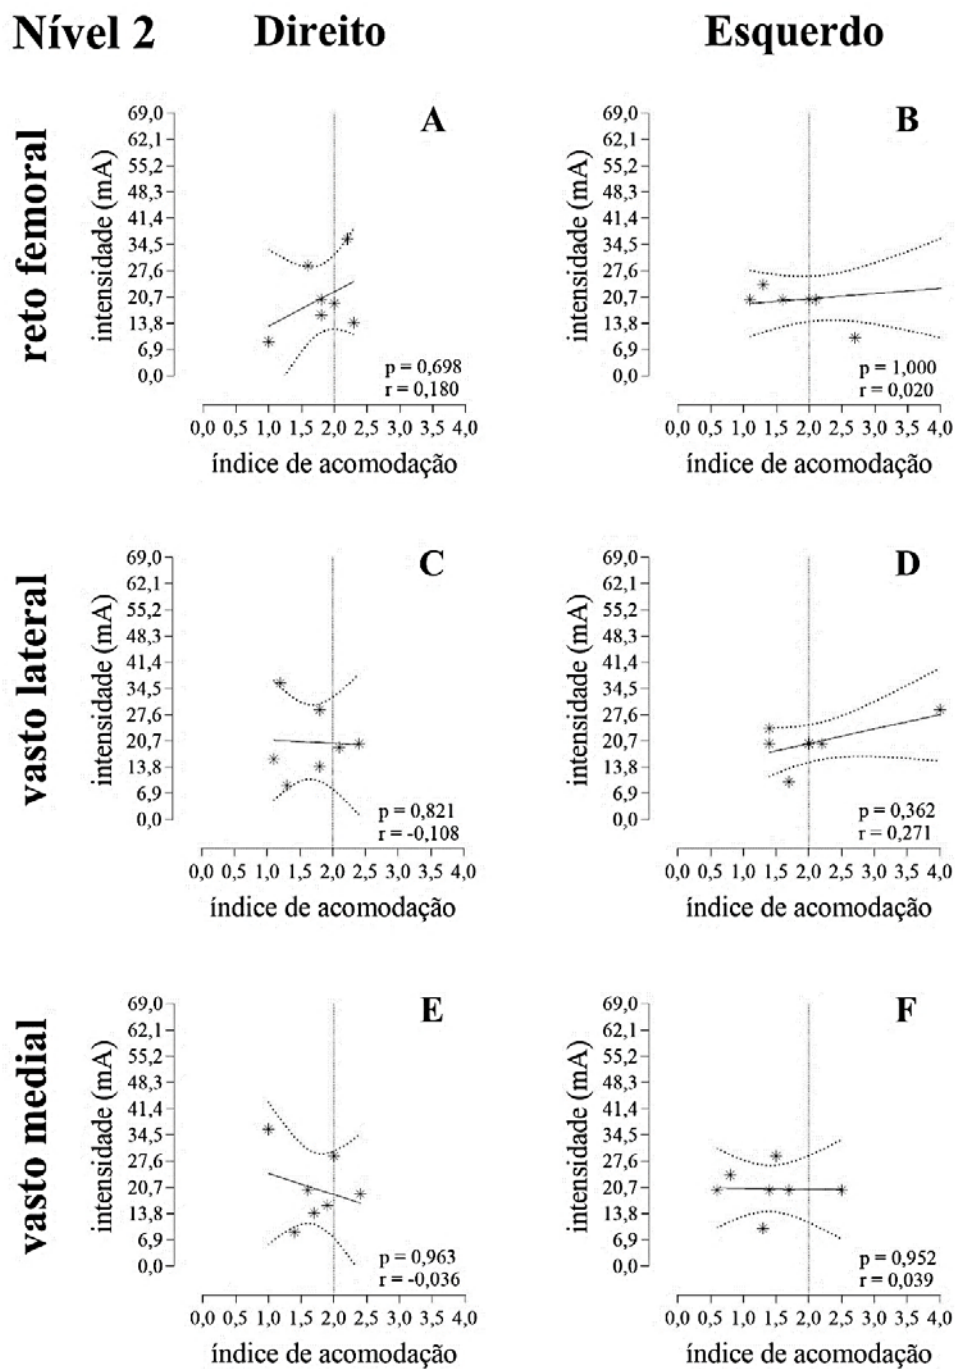 Nível 2 Direito Esquerdo
reto femoral
A
intensidade (mA)
69,0
62,1
55,2
48,3
41,4
34,5
27,6
20,7
13,8
6,9
0,0
p = 0,698
r = 0,180
0,0 0,5 1,0 1,5 2,0 2,5 3,0 3,5 4,0
índice de acomodação
B
intensidade (mA)
69,0
62,1
55,2
48,3
41,4
34,5
27,6
20,7
13,8
6,9
0,0
p = 1,000
r = 0,020
0,0 0,5 1,0 1,5 2,0 2,5 3,0 3,5 4,0
índice de acomodação
vasto lateral
C
intensidade (mA)
69,0
62,1
55,2
48,3
41,4
34,5
27,6
20,7
13,8
6,9
0,0
p = 0,821
r = -0,108
0,0 0,5 1,0 1,5 2,0 2,5 3,0 3,5 4,0
índice de acomodação
D
intensidade (mA)
69,0
62,1
55,2
48,3
41,4
34,5
27,6
20,7
13,8
6,9
0,0
p = 0,362
r = 0,271
0,0 0,5 1,0 1,5 2,0 2,5 3,0 3,5 4,0
índice de acomodação
vasto medial
E
intensidade (mA)
69,0
62,1
55,2
48,3
41,4
34,5
27,6
20,7
13,8
6,9
0,0
p = 0,963
r = -0,036
0,0 0,5 1,0 1,5 2,0 2,5 3,0 3,5 4,0
índice de acomodação
F
intensidade (mA)
69,0
62,1
55,2
48,3
41,4
34,5
27,6
20,7
13,8
6,9
0,0
p = 0,952
r = 0,039
0,0 0,5 1,0 1,5 2,0 2,5 3,0 3,5 4,0
índice de acomodação